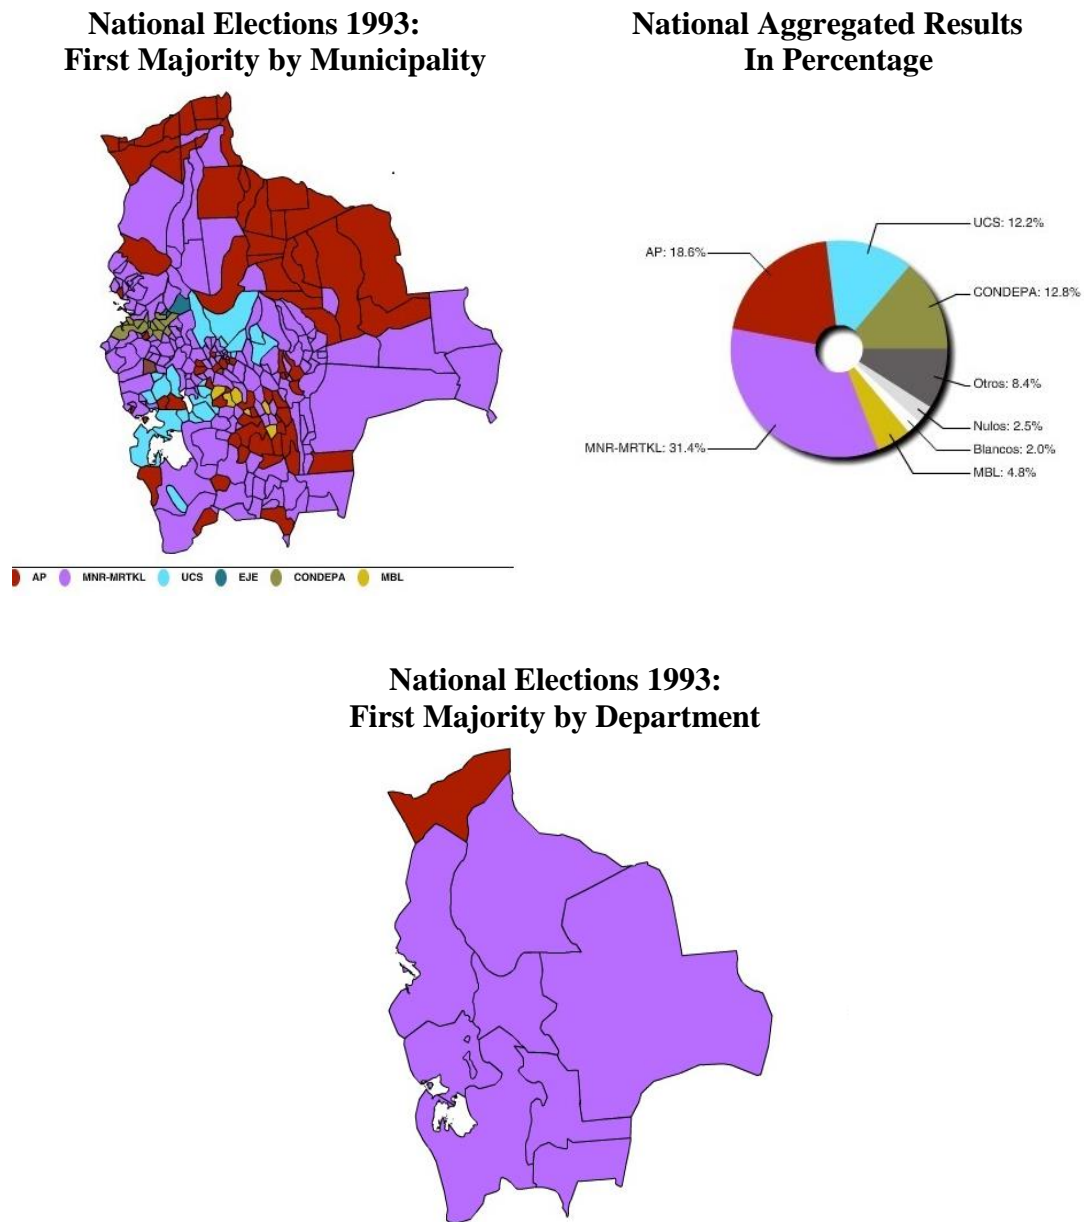 National Elections 1993:
First Majority by Municipality
National Aggregated Results
In Percentage
UCS: 12.2%
AP: 18.6%
CONDEPA: 12.8%
Otros: 8.4%
Nulos: 2.5%
MNR-MRTKL: 31.4%
Blancos: 2.0%
MBL: 4.8%
AP MNR-MRTKL UCS EJE CONDEPA MBL
National Elections 1993:
First Majority by Department